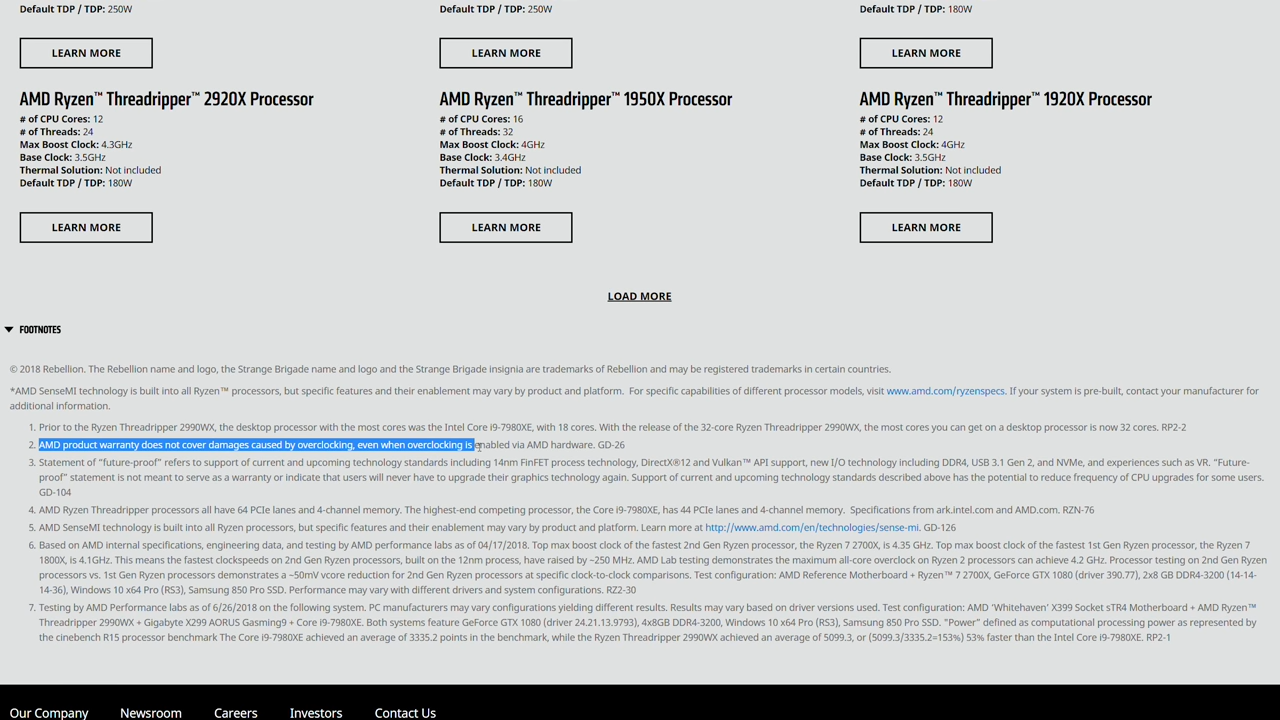 Default TDP / TDP: 250W
Default TDP / TDP: 250W
Default TDP / TDP: 180W
LEARN MORE
LEARN MORE
LEARN MORE
AMD Ryzen™ Threadripper™ 2920X Processor
# of CPU Cores: 12
# of Threads: 24
Max Boost Clock: 4.3GHz
Base Clock: 3.5GHz
Thermal Solution: Not included
Default TDP / TDP: 180W
LEARN MORE
AMD Ryzen™ Threadripper™ 1950X Processor
# of CPU Cores: 16
# of Threads: 32
Max Boost Clock: 4GHz
Base Clock: 3.4GHz
Thermal Solution: Not included
Default TDP / TDP: 180W
LEARN MORE
AMD Ryzen™ Threadripper™ 1920X Processor
# of CPU Cores: 12
# of Threads: 24
Max Boost Clock: 4GHz
Base Clock: 3.5GHz
Thermal Solution: Not included
Default TDP / TDP: 180W
LEARN MORE
LOAD MORE
FOOTNOTES
© 2018 Rebellion. The Rebellion name and logo, the Strange Brigade name and logo and the Strange Brigade insignia are trademarks of Rebellion and may be registered trademarks in certain countries.
*AMD SenseMI technology is built into all Ryzen™ processors, but specific features and their enablement may vary by product and platform.  For specific capabilities of different processor models, visit www.amd.com/ryzenspecs. If your system is pre-built, contact your manufacturer for
additional information.
1. Prior to the Ryzen Threadripper 2990WX, the desktop processor with the most cores was the Intel Core i9-7980XE, with 18 cores. With the release of the 32-core Ryzen Threadripper 2990WX, the most cores you can get on a desktop processor is now 32 cores. RP2-2
2. AMD product warranty does not cover damages caused by overclocking, even when overclocking is enabled via AMD hardware. GD-26
3. Statement of "future-proof" refers to support of current and upcoming technology standards including 14nm FinFET process technology, DirectX®12 and Vulkan™ API support, new I/O technology including DDR4, USB 3.1 Gen 2, and NVMe, and experiences such as VR. "Future-
proof" statement is not meant to serve as a warranty or indicate that users will never have to upgrade their graphics technology again. Support of current and upcoming technology standards described above has the potential to reduce frequency of CPU upgrades for some users.
GD-104
4. AMD Ryzen Threadripper processors all have 64 PCIe lanes and 4-channel memory. The highest-end competing processor, the Core i9-7980XE, has 44 PCIe lanes and 4-channel memory.  Specifications from ark.intel.com and AMD.com. RZN-76
5. AMD SenseMI technology is built into all Ryzen processors, but specific features and their enablement may vary by product and platform. Learn more at http://www.amd.com/en/technologies/sense-mi. GD-126
6. Based on AMD internal specifications, engineering data, and testing by AMD performance labs as of 04/17/2018. Top max boost clock of the fastest 2nd Gen Ryzen processor, the Ryzen 7 2700X, is 4.35 GHz. Top max boost clock of the fastest 1st Gen Ryzen processor, the Ryzen 7
1800X, is 4.1GHz. This means the fastest clockspeeds on 2nd Gen Ryzen processors, built on the 12nm process, have raised by ~250 MHz. AMD Lab testing demonstrates the maximum all-core overclock on Ryzen 2 processors can achieve 4.2 GHz. Processor testing on 2nd Gen Ryzen
processors vs. 1st Gen Ryzen processors demonstrates a ~50mV vcore reduction for 2nd Gen Ryzen processors at specific clock-to-clock comparisons. Test configuration: AMD Reference Motherboard + Ryzen™ 7 2700X, GeForce GTX 1080 (driver 390.77), 2x8 GB DDR4-3200 (14-14-
14-36), Windows 10 x64 Pro (RS3), Samsung 850 Pro SSD. Performance may vary with different drivers and system configurations. RZ2-30
7. Testing by AMD Performance labs as of 6/26/2018 on the following system. PC manufacturers may vary configurations yielding different results. Results may vary based on driver versions used. Test configuration: AMD 'Whitehaven' X399 Socket sTR4 Motherboard + AMD Ryzen™
Threadripper 2990WX + Gigabyte X299 AORUS Gasming9 + Core i9-7980XE. Both systems feature GeForce GTX 1080 (driver 24.21.13.9793), 4x8GB DDR4-3200, Windows 10 x64 Pro (RS3), Samsung 850 Pro SSD. "Power" defined as computational processing power as represented by
the cinebench R15 processor benchmark The Core i9-7980XE achieved an average of 3335.2 points in the benchmark, while the Ryzen Threadripper 2990WX achieved an average of 5099.3, or (5099.3/3335.2=153%) 53% faster than the Intel Core i9-7980XE. RP2-1
Our Company
Newsroom
Careers
Investors
Contact Us